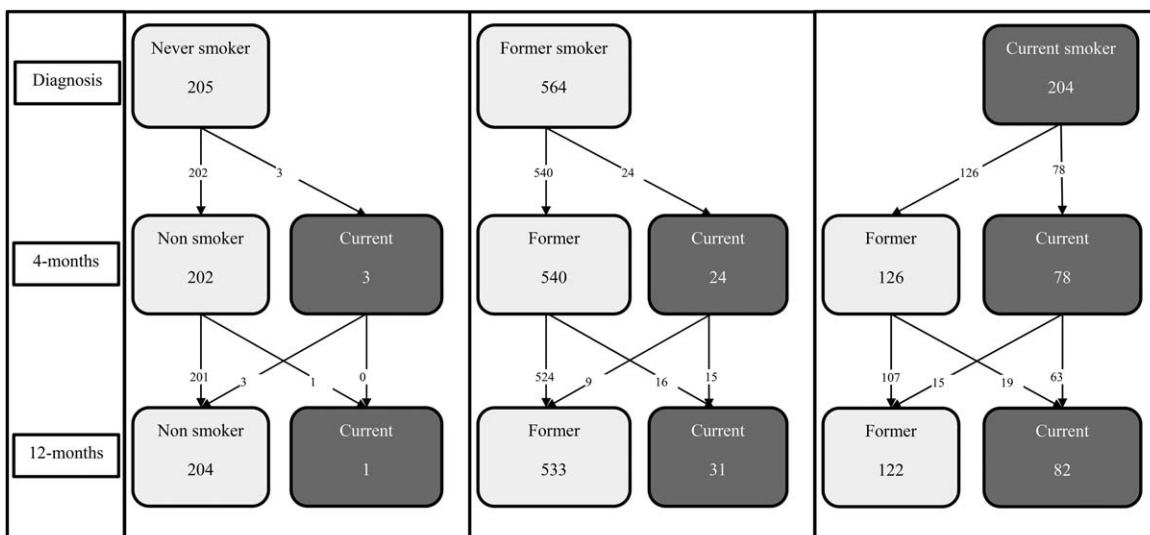 Diagnosis
Never smoker
205
Former smoker
564
Current smoker
204
202
3
540
24
126
78
4-months
Non smoker
202
Current
3
Former
540
Current
24
Former
126
Current
78
201
3
1
0
524
9
16
15
107
15
19
63
12-months
Non smoker
204
Current
1
Former
533
Current
31
Former
122
Current
82